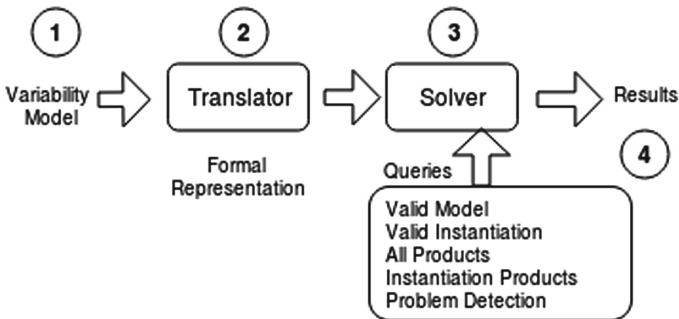 1
2
3
Variability
Model
Translator
Solver
Results
4
Formal
Representation
Queries
Valid Model
Valid Instantiation
All Products
Instantiation Products
Problem Detection